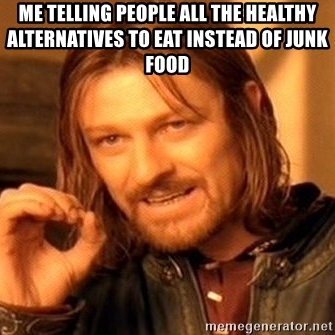 ME TELLING PEOPLE ALL THE HEALTHY
ALTERNATIVES TO EAT INSTEAD OF JUNK
FOOD
memegenerator.net